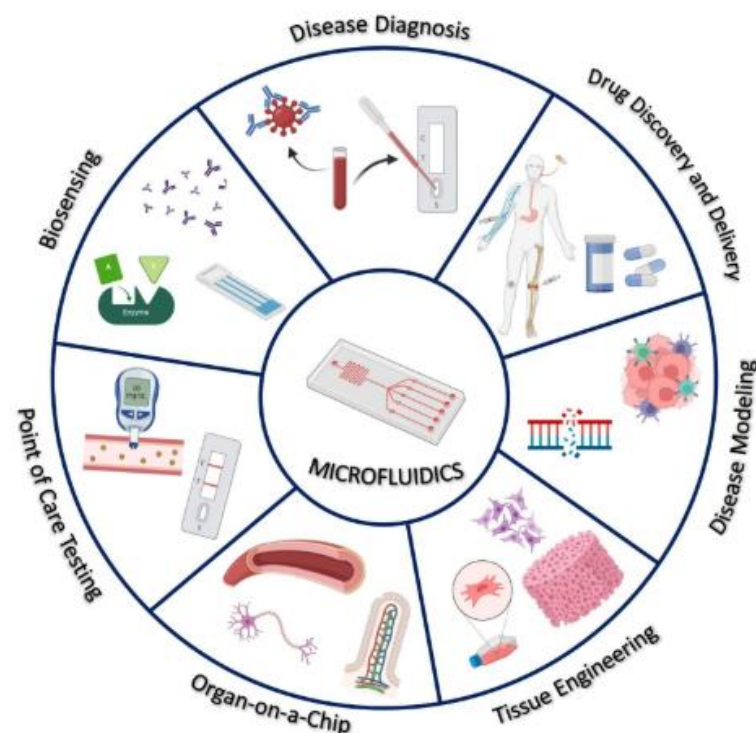 Disease Diagnosis
Drug Discovery and Delivery
Disease Modeling
Tissue Engineering
Organ-on-a-Chip
Point of Care Testing
Biosensing
MICROFLUIDICS
Enzyme
A
C
T
S